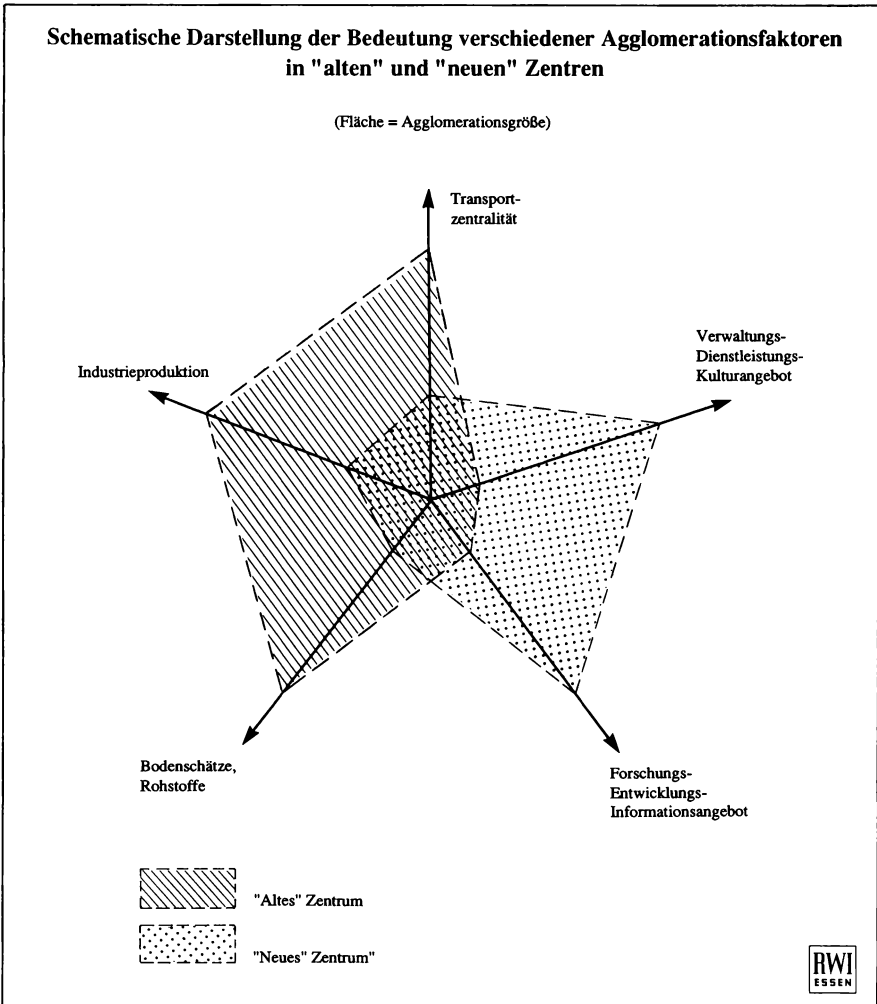 Schematische Darstellung der Bedeutung verschiedener Agglomerationsfaktoren
in "alten" und "neuen" Zentren
(Fläche = Agglomerationsgröße)
Transport-
zentralität
Verwaltungs-
Dienstleistungs-
Kulturangebot
Industrieproduktion
Bodenschätze,
Rohstoffe
Forschungs-
Entwicklungs-
Informationsangebot
"Altes" Zentrum
"Neues" Zentrum"
RWI
ESSEN